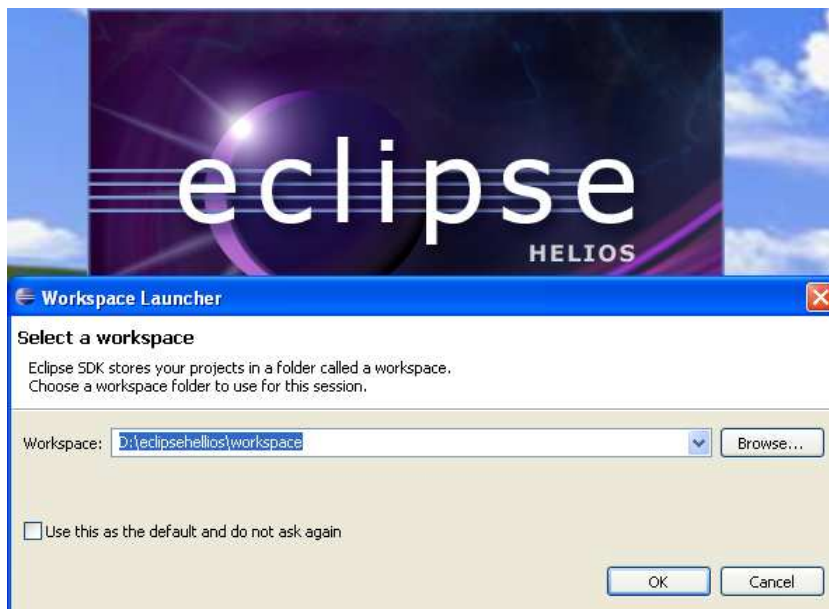 eclipse
HELIOS
Workspace Launcher
Select a workspace
Eclipse SDK stores your projects in a folder called a workspace.
Choose a workspace folder to use for this session.
Workspace: D:\eclipsehellios\workspace Browse...
Use this as the default and do not ask again
OK Cancel